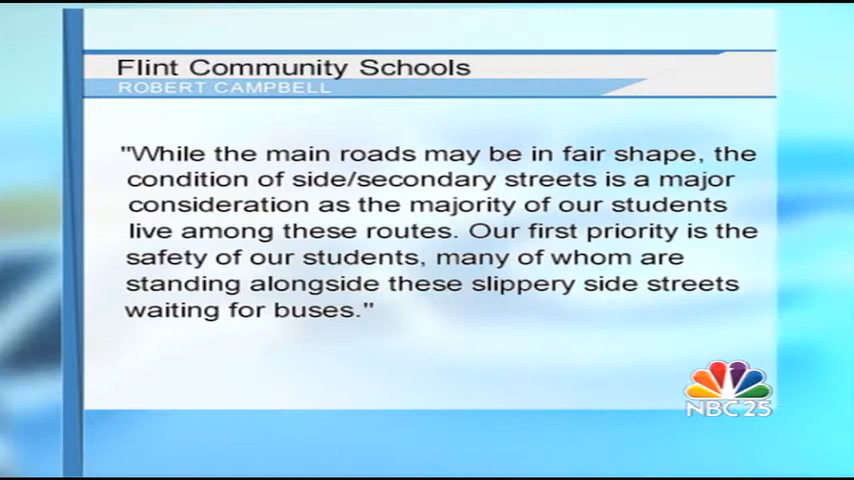 Flint Community Schools
ROBERT CAMPBELL
"While the main roads may be in fair shape, the
condition of side/secondary streets is a major
consideration as the majority of our students
live among these routes. Our first priority is the
safety of our students, many of whom are
standing alongside these slippery side streets
waiting for buses."
NBC 25